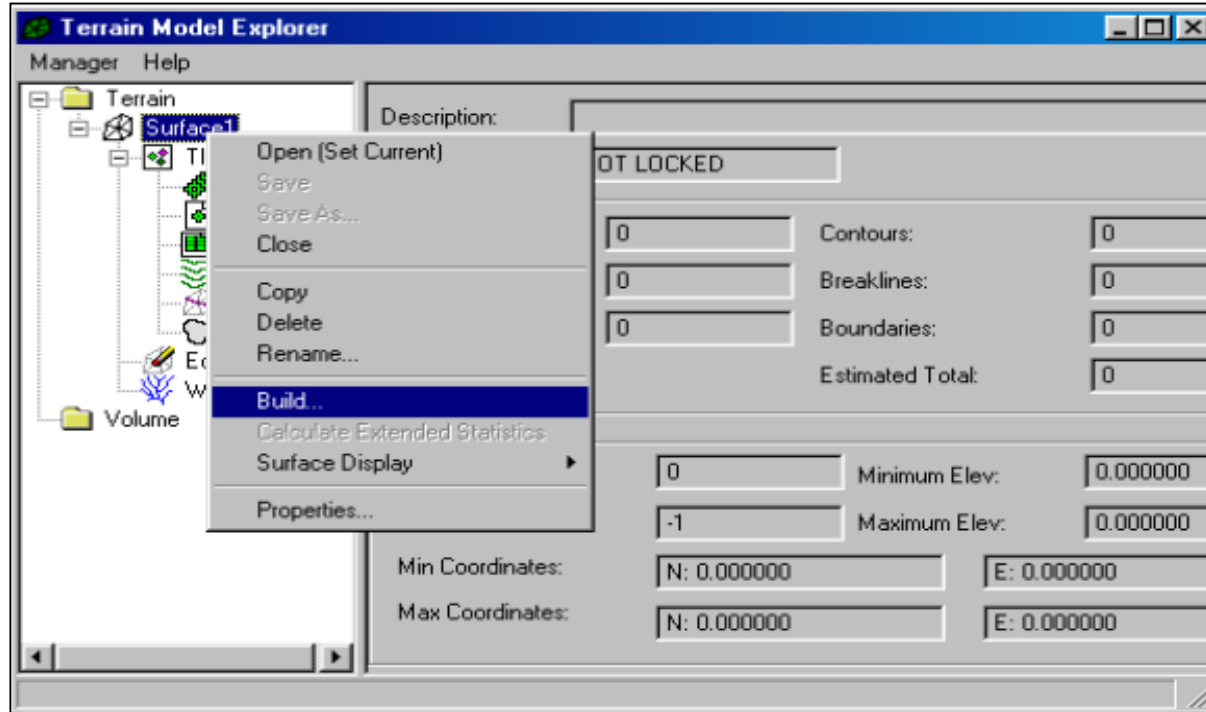 Terrain Model Explorer
Manager Help
Terrain
Surface1
Volume
Open (Set Current)
Save
Save As...
Close
Copy
Delete
Rename...
Build...
Calculate Extended Statistics
Surface Display
Properties...
Description:
OT LOCKED
0 Contours: 0
0 Breaklines: 0
0 Boundaries: 0
Estimated Total: 0
0 Minimum Elev: 0.000000
-1 Maximum Elev: 0.000000
Min Coordinates: N: 0.000000 E: 0.000000
Max Coordinates: N: 0.000000 E: 0.000000